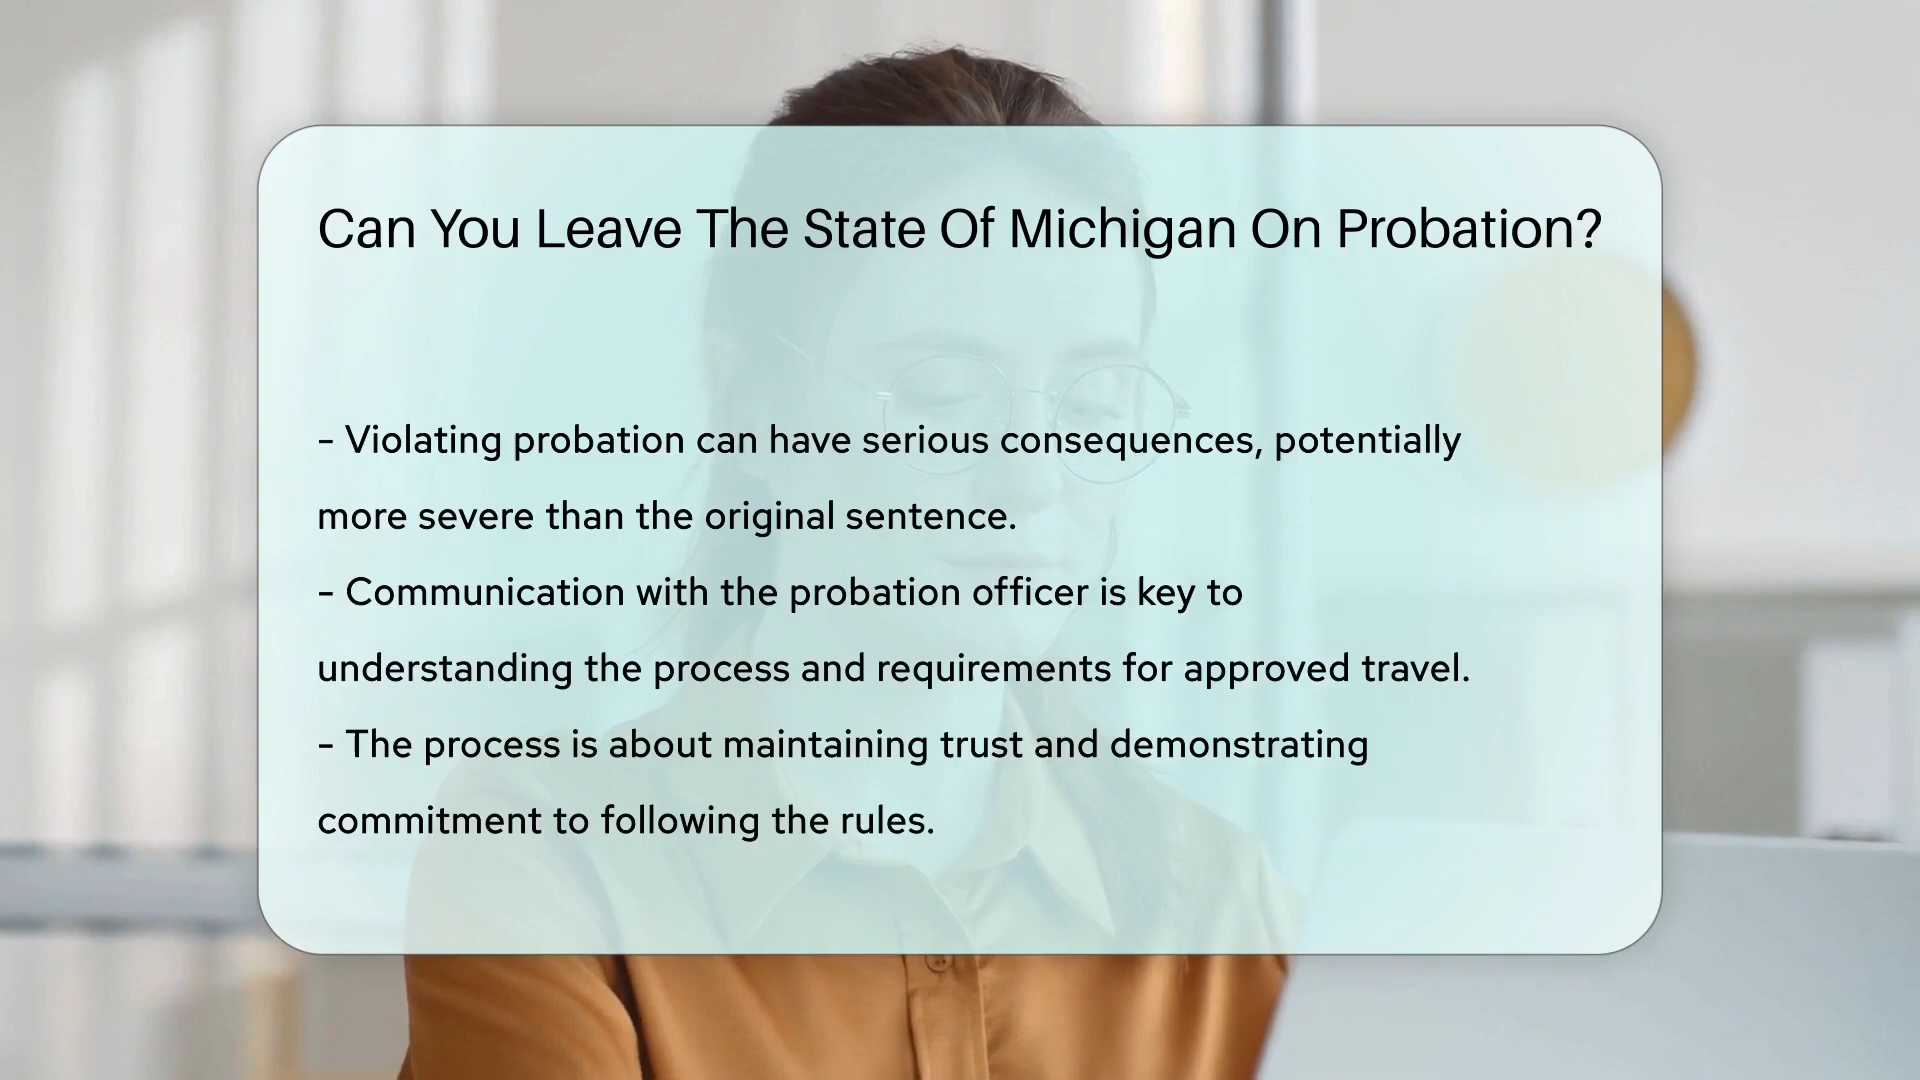 Can You Leave The State Of Michigan On Probation?
- Violating probation can have serious consequences, potentially
more severe than the original sentence.
- Communication with the probation officer is key to
understanding the process and requirements for approved travel.
- The process is about maintaining trust and demonstrating
commitment to following the rules.